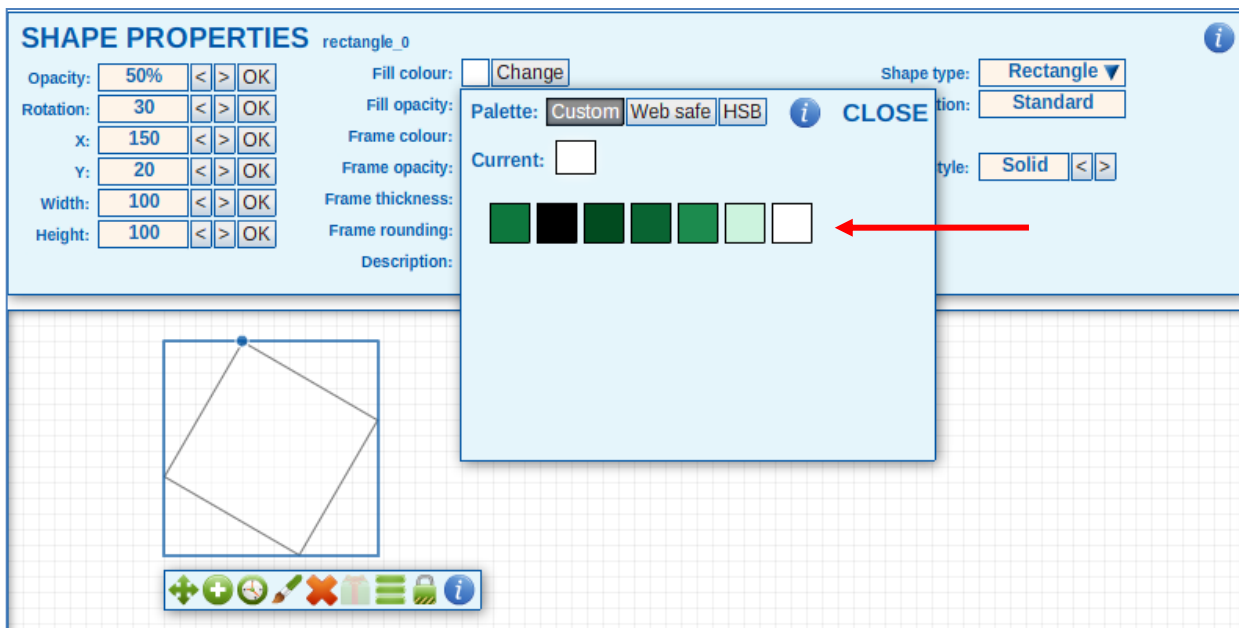 SHAPE PROPERTIES rectangle_0
Opacity: 50% < > OK
Rotation: 30 < > OK
X: 150 < > OK
Y: 20 < > OK
Width: 100 < > OK
Height: 100 < > OK
Fill colour: Change
Fill opacity:
Frame colour:
Frame opacity:
Frame thickness:
Frame rounding:
Description:
Palette: Custom Web safe HSB i CLOSE
Current:
i
Shape type: Rectangle
tion: Standard
tyle: Solid < >
i